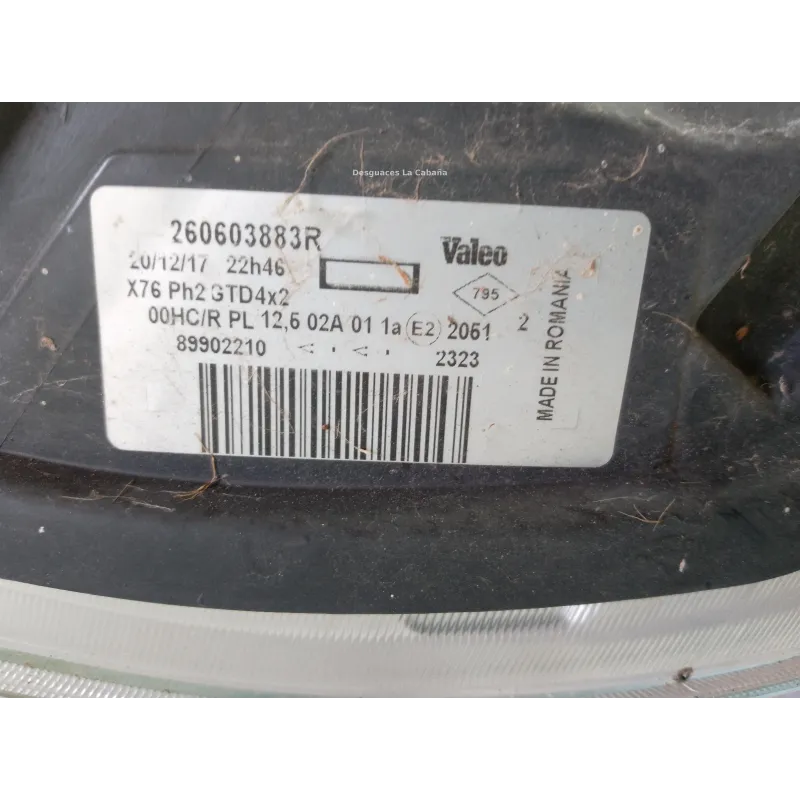 Desguaces La Cabaña
260603883R
Valeo
20/12/17 22h46
X76 Ph2 GTD4x2
795
00HC/R PL 12,6 02A 01 1a E2 2061 2
89902210 < . < . 2323
MADE IN ROMANIA